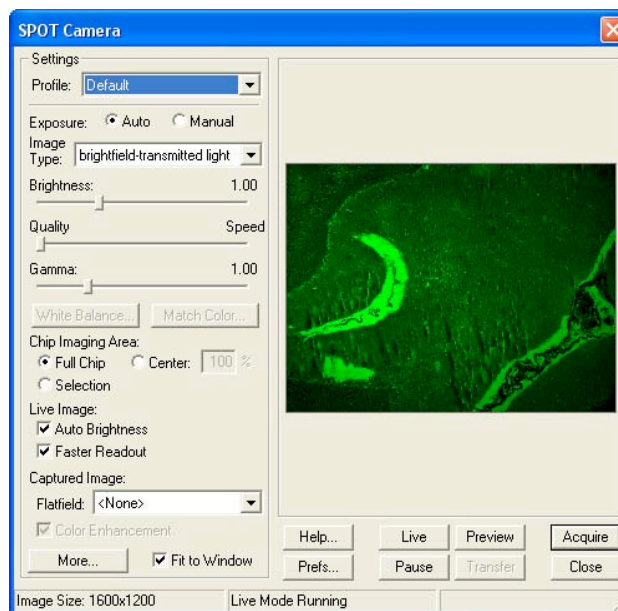 SPOT Camera
Settings
Profile: Default
Exposure: Auto Manual
Image
Type: brightfield-transmitted light
Brightness: 1.00
Quality Speed
Gamma: 1.00
White Balance... Match Color...
Chip Imaging Area:
Full Chip Center: 100 %
Selection
Live Image:
Auto Brightness
Faster Readout
Captured Image:
Flatfield: <None>
Color Enhancement
More... Fit to Window
Help... Live Preview Acquire
Prefs... Pause Transfer Close
Image Size: 1600x1200 Live Mode Running